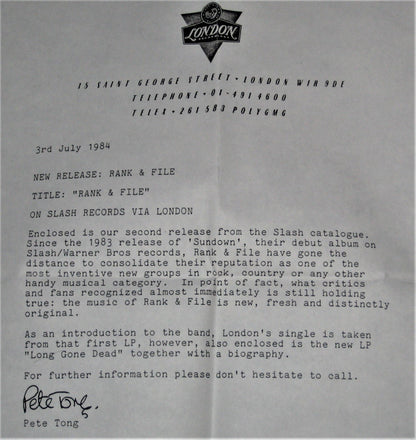 LONDON
15 SAINT GEORGE STREET • LONDON W1R 9DE
TELEPHONE • 01-491 4600
TELEX • 261 583 POLYGMG
3rd July 1984
NEW RELEASE: RANK & FILE
TITLE: "RANK & FILE"
ON SLASH RECORDS VIA LONDON
Enclosed is our second release from the Slash catalogue.
Since the 1983 release of 'Sundown', their debut album on
Slash/Warner Bros records, Rank & File have gone the
distance to consolidate their reputation as one of the
most inventive new groups in rock, country or any other
handy musical category. In point of fact, what critics
and fans recognized almost immediately is still holding
true: the music of Rank & File is new, fresh and distinctly
original.
As an introduction to the band, London's single is taken
from that first LP, however, also enclosed is the new LP
"Long Gone Dead" together with a biography.
For further information please don't hesitate to call.
Pete Tong.
Pete Tong